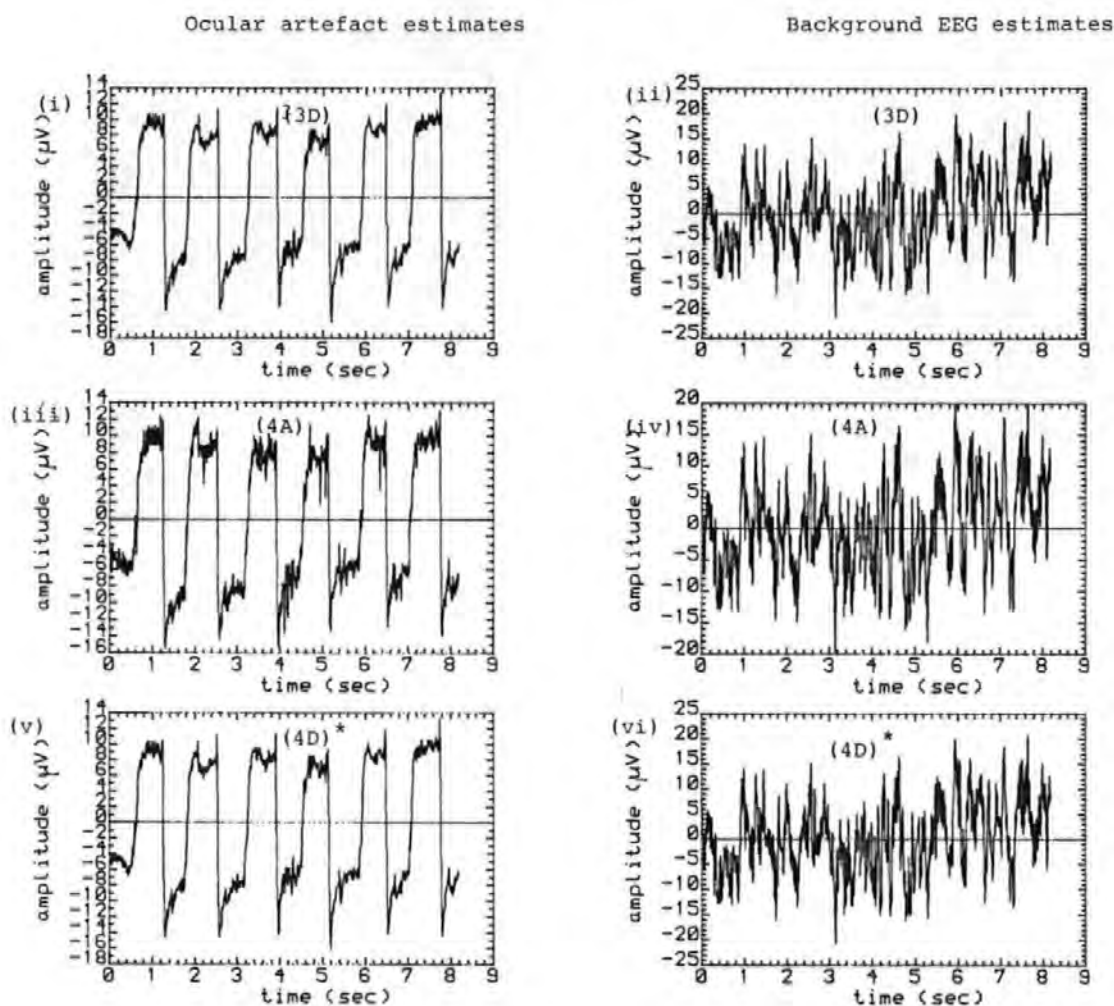 Ocular artefact estimates
Background EEG estimates
(i)
(3D)
amplitude (µV)
14
12
10
8
6
4
2
0
-2
-4
-6
-8
-10
-12
-14
-16
-18
0 1 2 3 4 5 6 7 8 9
time (sec)
(ii)
(3D)
amplitude (µV)
25
20
15
10
5
0
-5
-10
-15
-20
-25
0 1 2 3 4 5 6 7 8 9
time (sec)
(iii)
(4A)
amplitude (µV)
14
12
10
8
6
4
2
0
-2
-4
-6
-8
-10
-12
-14
-16
0 1 2 3 4 5 6 7 8 9
time (sec)
(iv)
(4A)
amplitude (µV)
20
15
10
5
0
-5
-10
-15
-20
0 1 2 3 4 5 6 7 8 9
time (sec)
(v)
(4D)*
amplitude (µV)
14
12
10
8
6
4
2
0
-2
-4
-6
-8
-10
-12
-14
-16
-18
0 1 2 3 4 5 6 7 8 9
time (sec)
(vi)
(4D)*
amplitude (µV)
25
20
15
10
5
0
-5
-10
-15
-20
-25
0 1 2 3 4 5 6 7 8 9
time (sec)